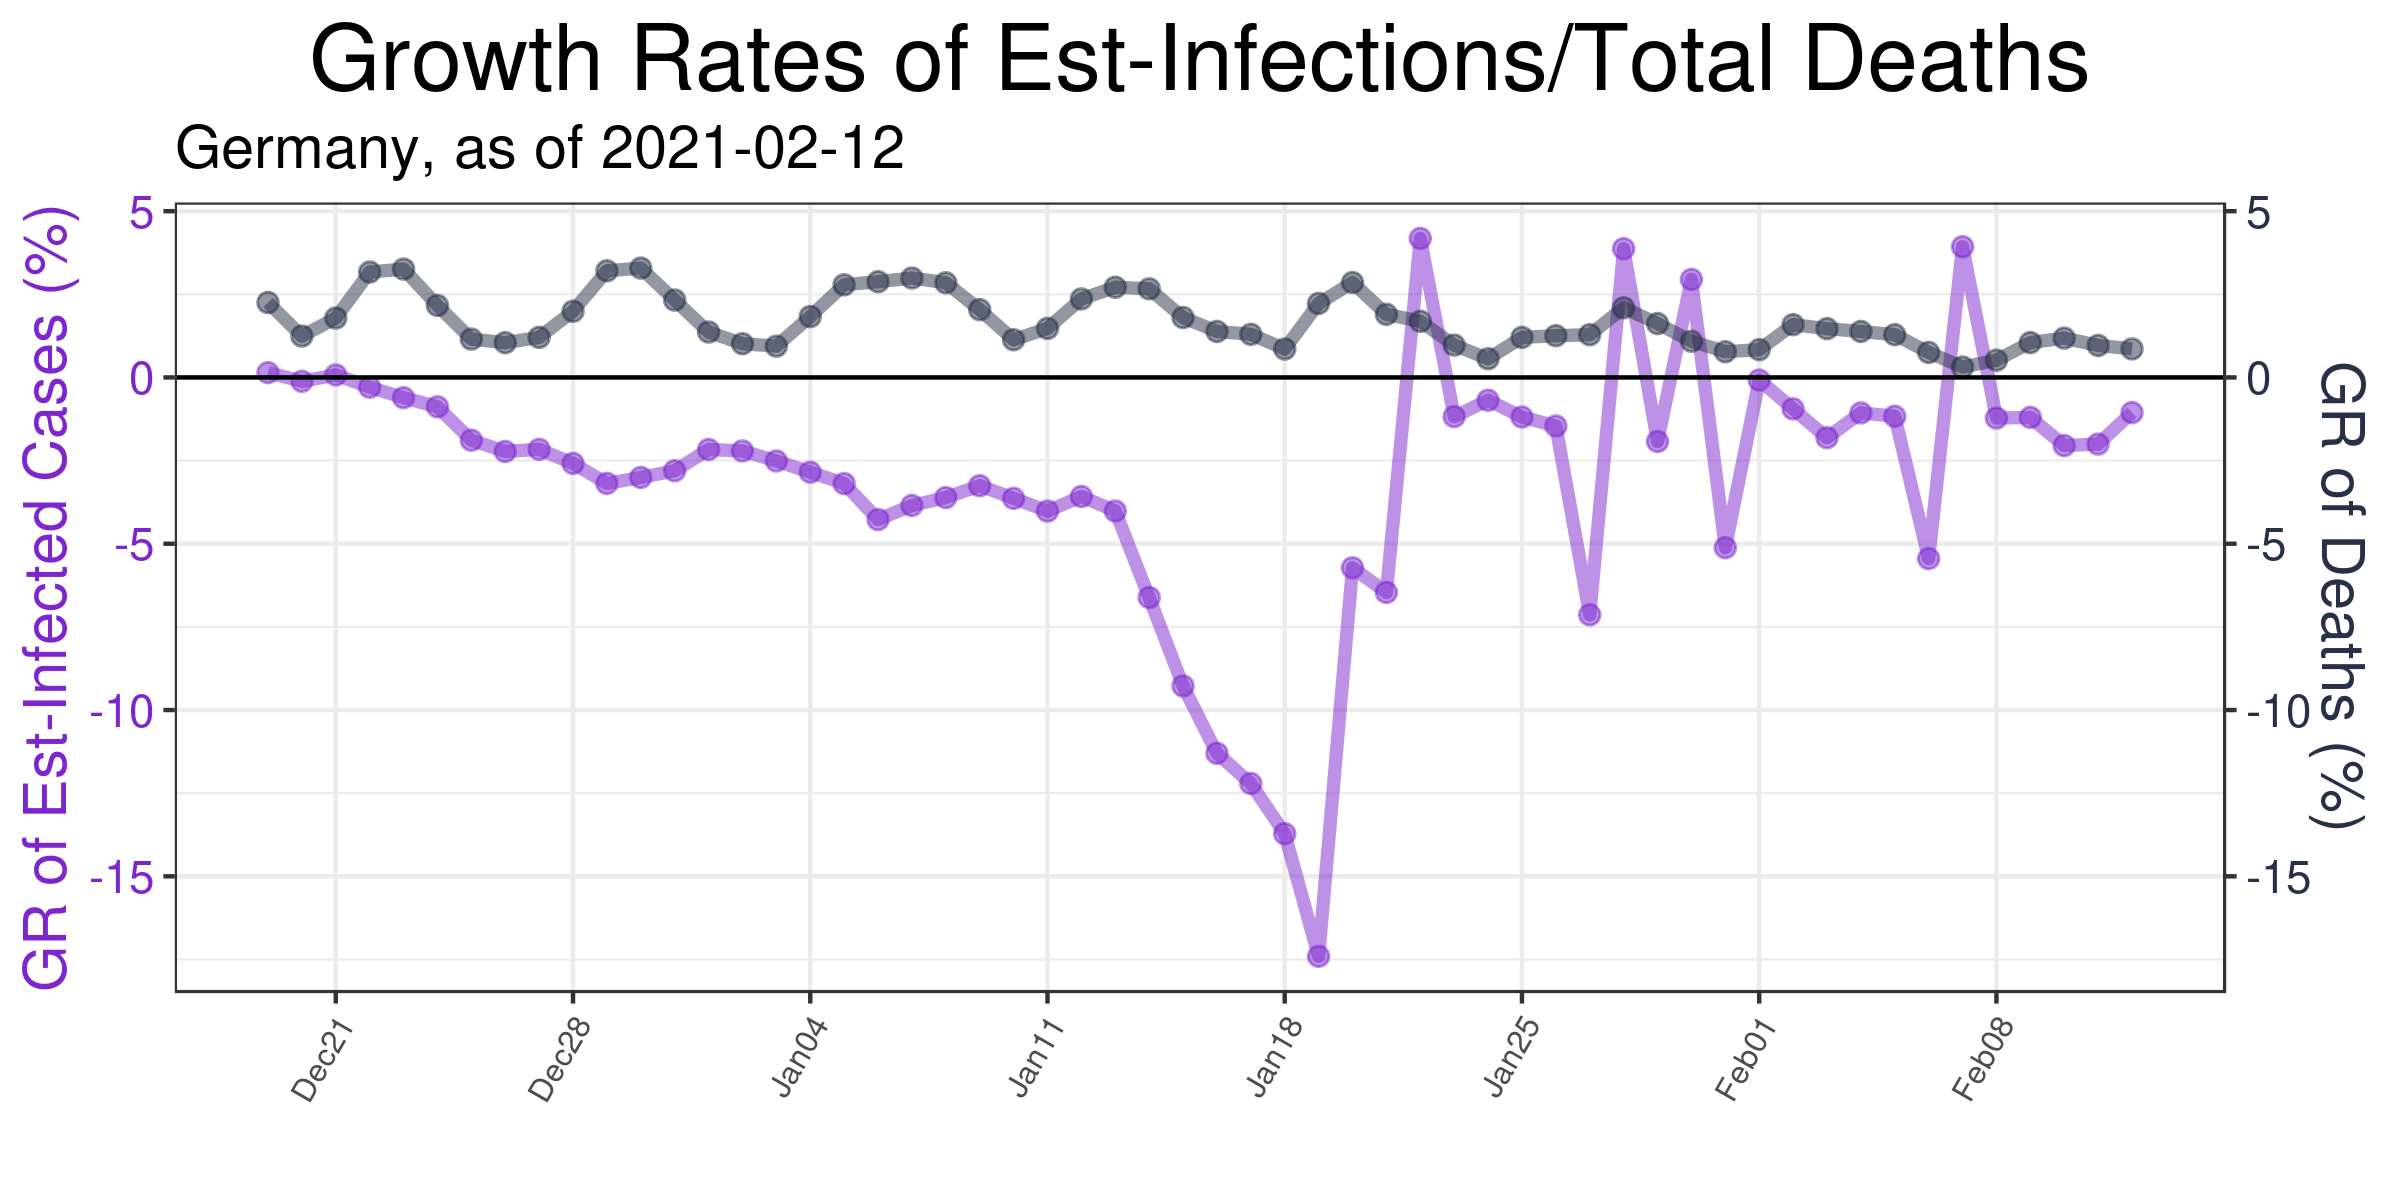 Growth Rates of Est-Infections/Total Deaths
Germany, as of 2021-02-12
GR of Est-Infected Cases (%)
5
0
-5
-10
-15
5
0
-5
-10
-15
GR of Deaths (%)
Dec21
Dec28
Jan04
Jan11
Jan18
Jan25
Feb01
Feb08